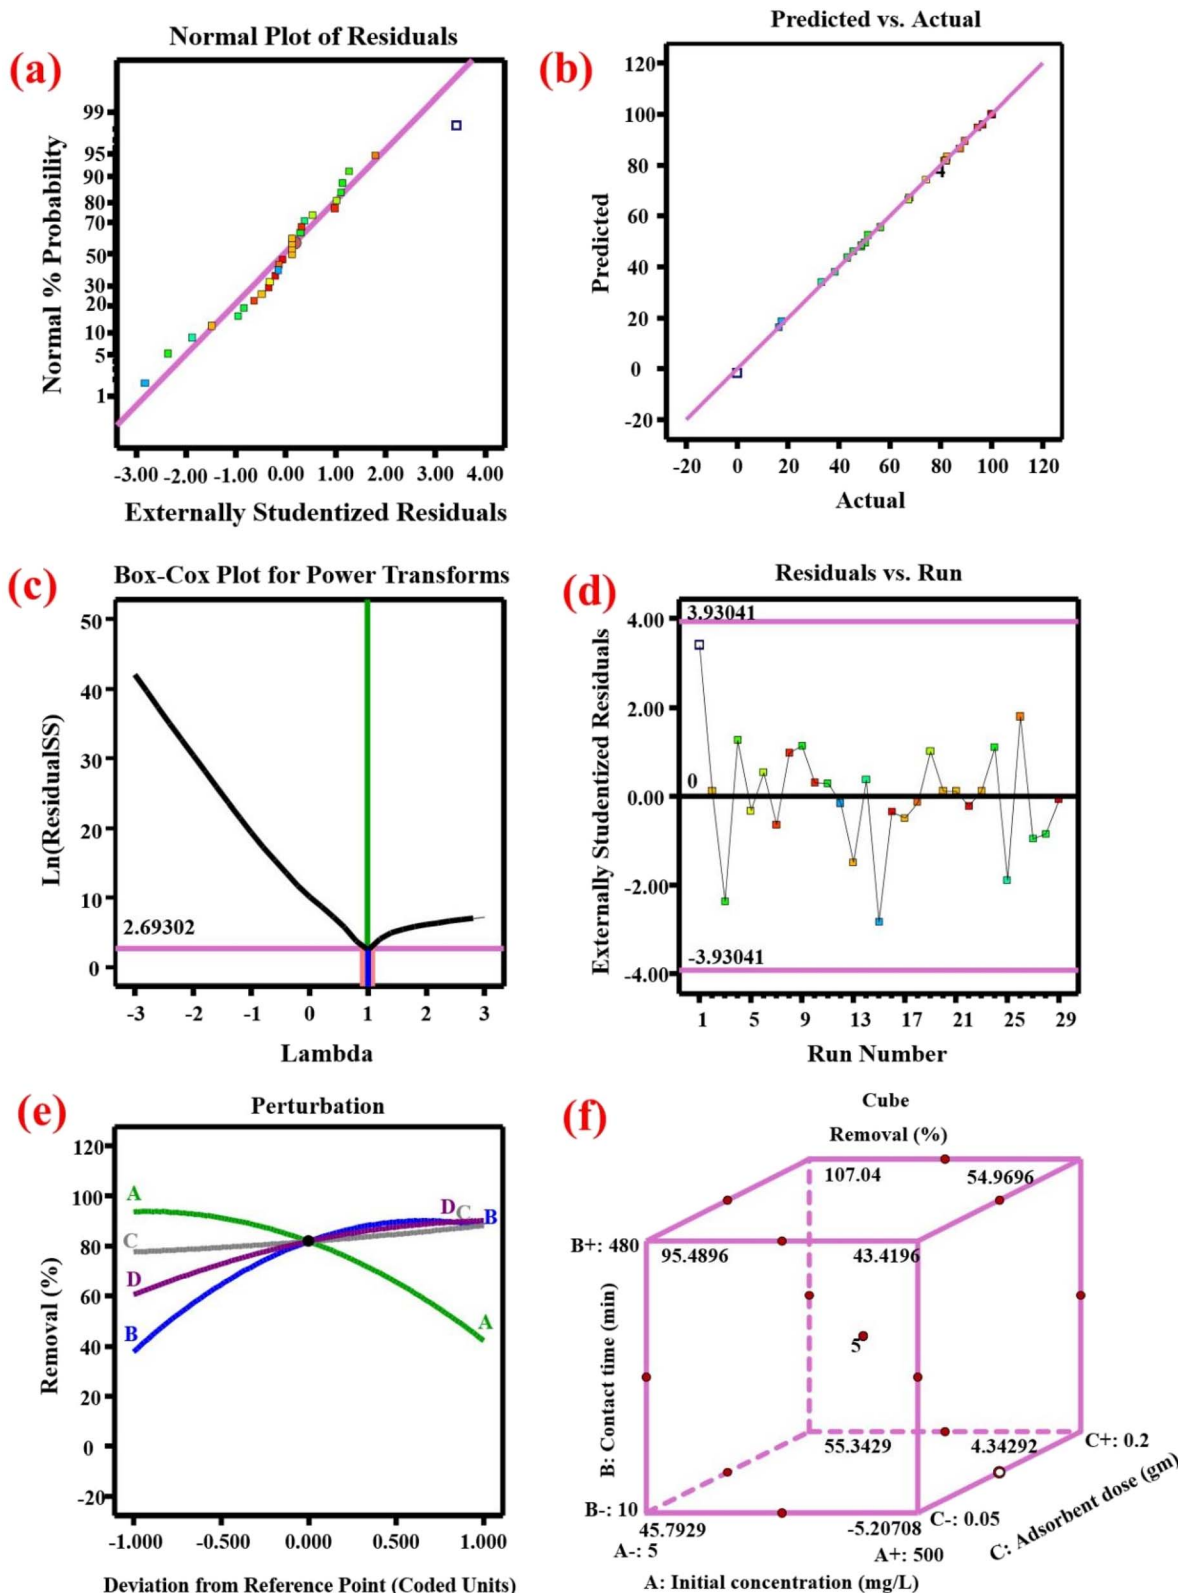 Normal Plot of Residuals
(a)
Normal % Probability
99
95
90
80
70
50
30
20
10
5
1
-3.00 -2.00 -1.00 0.00 1.00 2.00 3.00 4.00
Externally Studentized Residuals
Predicted vs. Actual
(b)
Predicted
120
100
80
60
40
20
0
-20
4
-20 0 20 40 60 80 100 120
Actual
Box-Cox Plot for Power Transforms
(c)
Ln(ResidualSS)
50
40
30
20
10
0
2.69302
-3 -2 -1 0 1 2 3
Lambda
Residuals vs. Run
(d)
Externally Studentized Residuals
4.00
2.00
0.00
-2.00
-4.00
3.93041
0
-3.93041
1 5 9 13 17 21 25 29
Run Number
(e)
Perturbation
Removal (%)
120
100
80
60
40
20
0
-20
A
C
D
B
D C B
A
-1.000 -0.500 0.000 0.500 1.000
Deviation from Reference Point (Coded Units)
(f)
Cube
Removal (%)
107.04 54.9696
B+: 480 95.4896 43.4196
B: Contact time (min)
5
55.3429 4.34292 C+: 0.2
B-: 10 C-: 0.05
45.7929 -5.20708
A-: 5 A+: 500
C: Adsorbent dose (gm)
A: Initial concentration (mg/L)